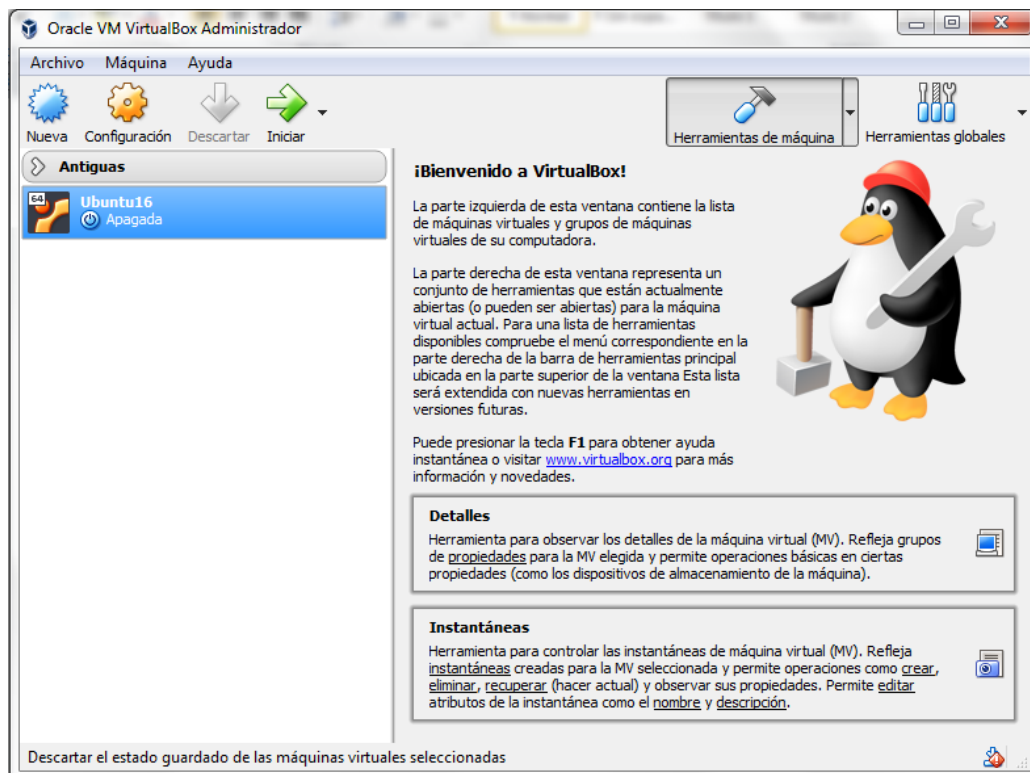 Oracle VM VirtualBox Administrador
Archivo Máquina Ayuda
Nueva Configuración Descartar Iniciar Herramientas de máquina Herramientas globales
Antiguas
64 Ubuntu16
Apagada
¡Bienvenido a VirtualBox!
La parte izquierda de esta ventana contiene la lista
de máquinas virtuales y grupos de máquinas
virtuales de su computadora.
La parte derecha de esta ventana representa un
conjunto de herramientas que están actualmente
abiertas (o pueden ser abiertas) para la máquina
virtual actual. Para una lista de herramientas
disponibles compruebe el menú correspondiente en la
parte derecha de la barra de herramientas principal
ubicada en la parte superior de la ventana Esta lista
será extendida con nuevas herramientas en
versiones futuras.
Puede presionar la tecla F1 para obtener ayuda
instantánea o visitar www.virtualbox.org para más
información y novedades.
Detalles
Herramienta para observar los detalles de la máquina virtual (MV). Refleja grupos
de propiedades para la MV elegida y permite operaciones básicas en ciertas
propiedades (como los dispositivos de almacenamiento de la máquina).
Instantáneas
Herramienta para controlar las instantáneas de máquina virtual (MV). Refleja
instantáneas creadas para la MV seleccionada y permite operaciones como crear,
eliminar, recuperar (hacer actual) y observar sus propiedades. Permite editar
atributos de la instantánea como el nombre y descripción.
Descartar el estado guardado de las máquinas virtuales seleccionadas